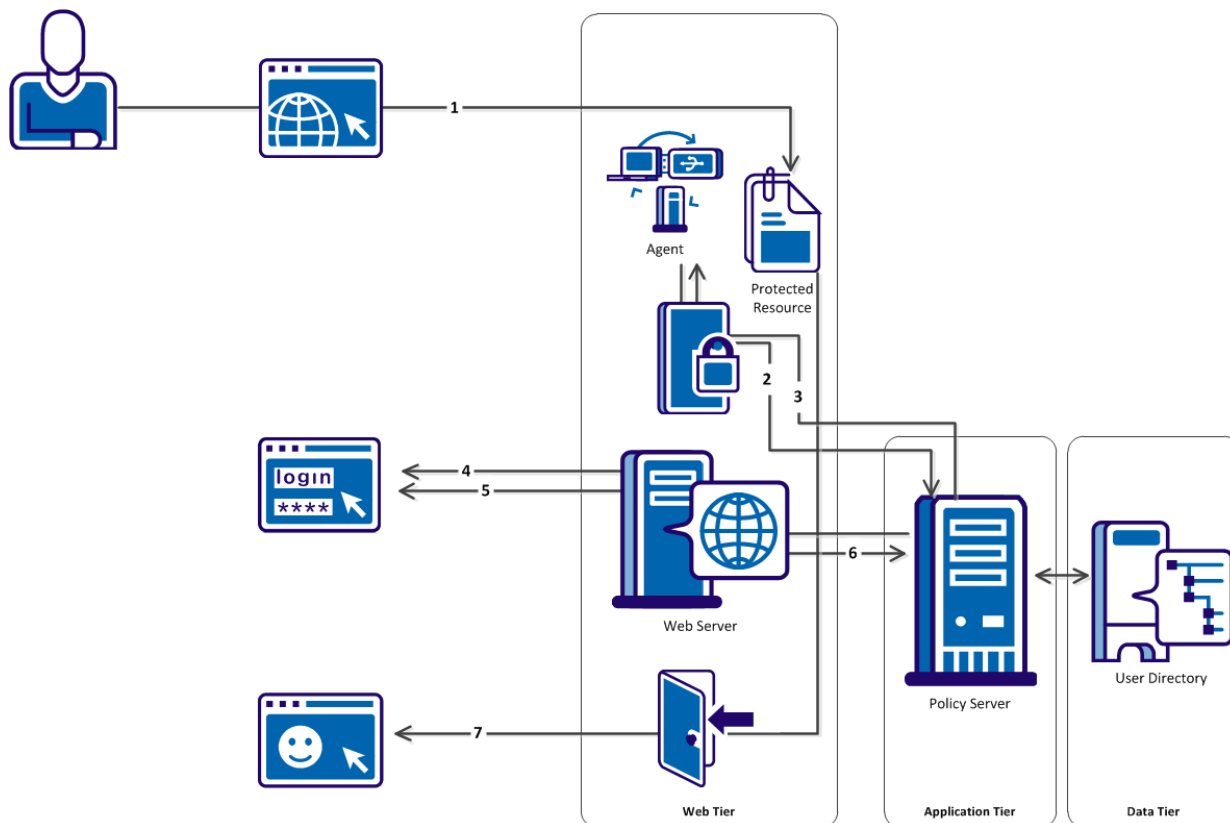 1
Agent
Protected
Resource
2
3
login
****
4
5
6
Web Server
Policy Server
User Directory
7
Web Tier
Application Tier
Data Tier